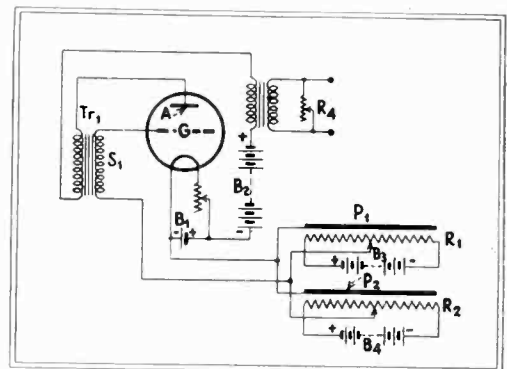 Tr₁
S₁
A
G
B₁
- +
+
B₂
-
R₄
P₁
R₁
+ B₃ -
P₂
R₂
+ B₄ -